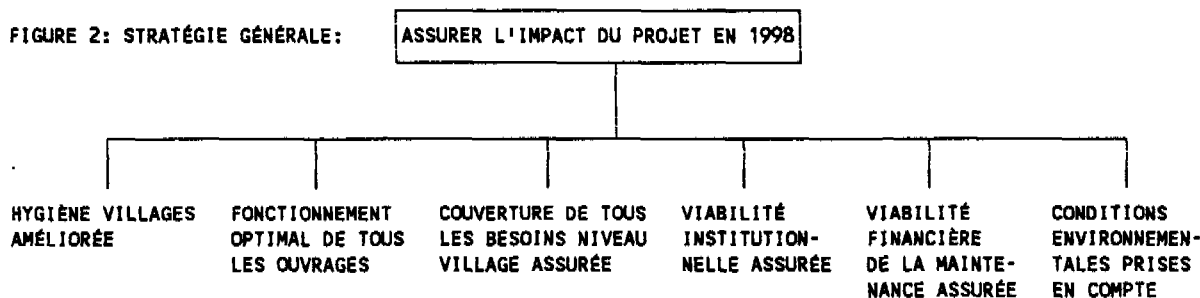 FIGURE 2: STRATÉGIE GÉNÉRALE:
ASSURER L'IMPACT DU PROJET EN 1998
HYGIÈNE VILLAGES
AMÉLIORÉE
FONCTIONNEMENT
OPTIMAL DE TOUS
LES OUVRAGES
COUVERTURE DE TOUS
LES BESOINS NIVEAU
VILLAGE ASSURÉE
VIABILITÉ
INSTITUTION-
NELLE ASSURÉE
VIABILITÉ
FINANCIÈRE
DE LA MAINTE-
NANCE ASSURÉE
CONDITIONS
ENVIRONNEMEN-
TALES PRISES
EN COMPTE